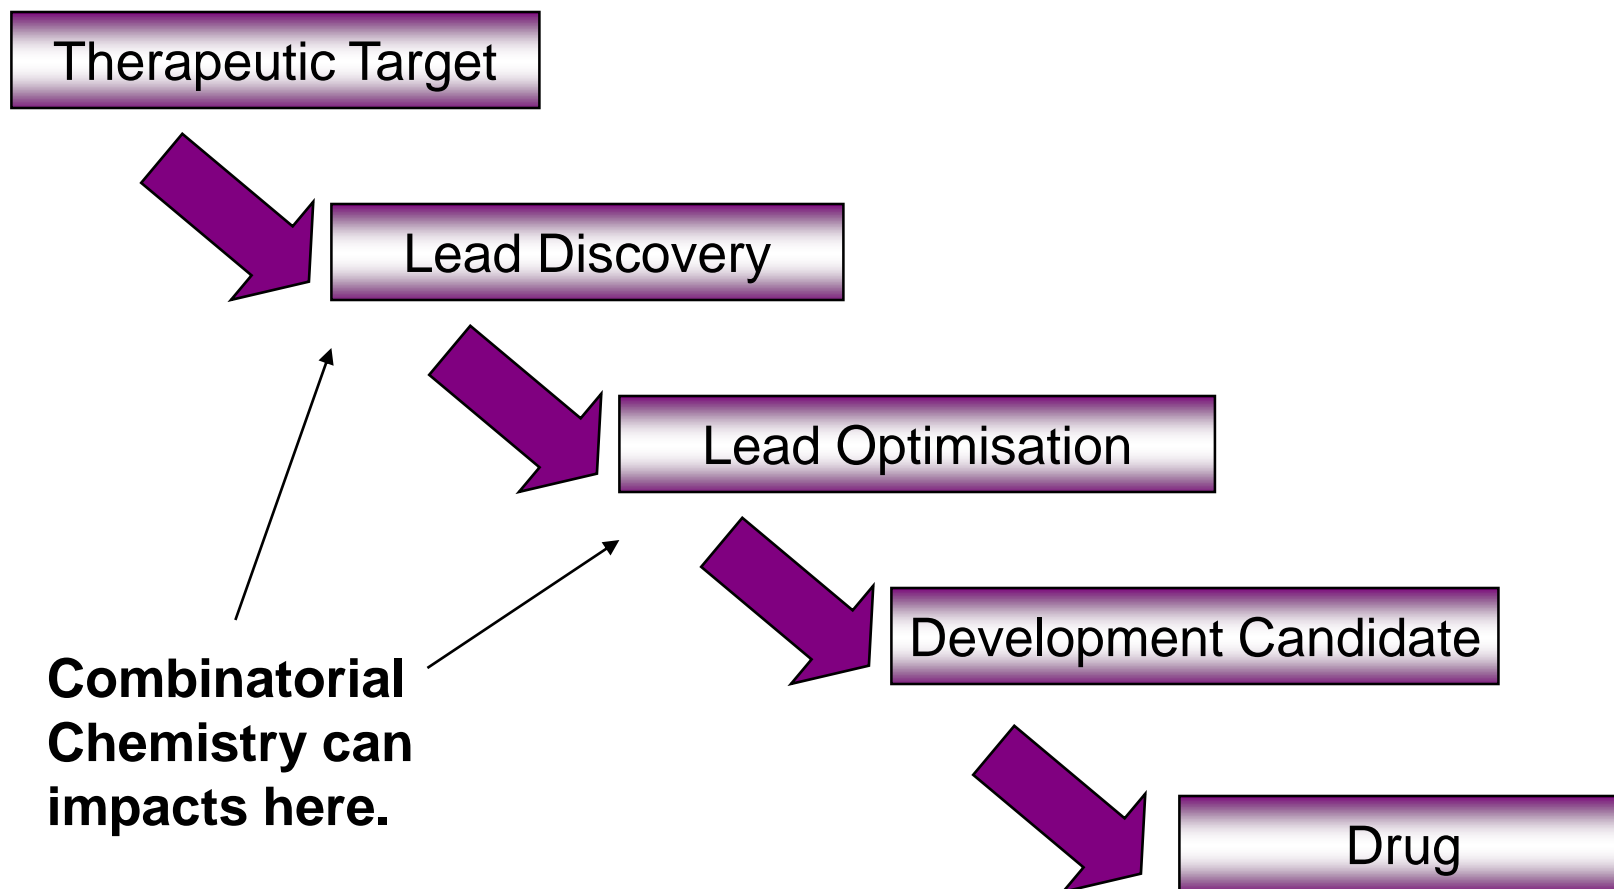 Therapeutic Target
Lead Discovery
Lead Optimisation
Development Candidate
Combinatorial
Chemistry can
impacts here.
Drug